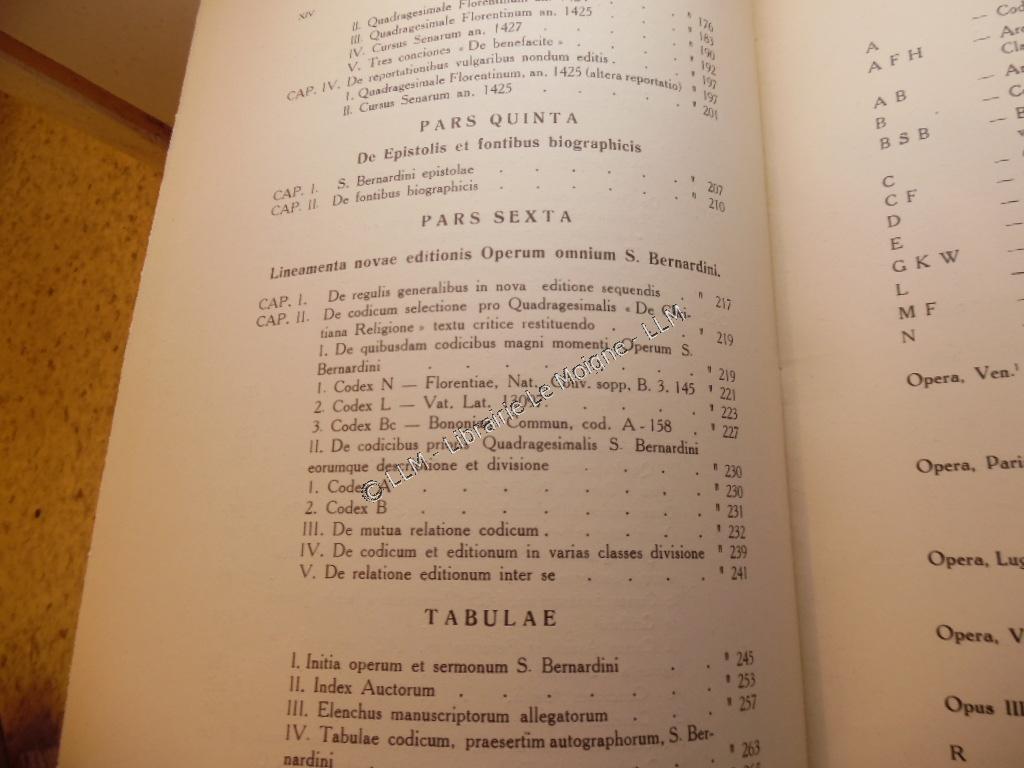 XIV
II. Quadragesimale Florentinum an.
III. Quadragesimale Florentinum an. 1425 . . . " 176
IV. Cursus Senarum an. 1425 . . . " 183
V. Tres conciones « De benefacite » . . . " 190
CAP. IV. De reportationibus vulgaribus nondum editis . " 192
I. Quadragesimale Florentinum, an. 1425 (altera reportatio) " 197
II. Cursus Senarum an. 1425 . . . . " 197
" 201
PARS QUINTA
De Epistolis et fontibus biographicis
CAP. I. S. Bernardini epistolae . . . . . " 207
CAP. II. De fontibus biographicis . . . . . " 210
PARS SEXTA
Lineamenta novae editionis Operum omnium S. Bernardini.
CAP. I. De regulis generalibus in nova editione sequendis . " 217
CAP. II. De codicum selectione pro Quadragesimalis « De
tiana Religione » textu critice restituendo . . . " 219
I. De quibusdam codicibus magni momenti Operum S.
Bernardini . . . . . . " 219
1. Codex N — Florentiae, Nat. Conv. sopp. B. 3. 145 " 221
2. Codex L — Vat. Lat. . . . . . " 223
3. Codex Bc — Bononiae, Commun, cod. A - 158 . " 227
II. De codicibus primis Quadragesimalis S. Bernardini
eorumque descriptione et divisione . . . . " 230
1. Codex A . . . . . . . " 230
2. Codex B . . . . . . . " 231
III. De mutua relatione codicum . . . . . " 232
IV. De codicum et editionum in varias classes divisione " 239
V. De relatione editionum inter se . . . . " 241
TABULAE
I. Initia operum et sermonum S. Bernardini . . " 245
II. Index Auctorum . . . . . . " 253
III. Elenchus manuscriptorum allegatorum . . . " 257
IV. Tabulae codicum, praesertim autographorum, S. Ber-
nardini . . . . . . . " 263
© LLM - Librairie Le Moigne - LLM
A
A F H
A B
B
B S B
C
C F
D
E
G K W
L
M F
N
Opera, Ven.¹
Opera, Pari
Opera, Lug
Opera, V
Opus III
R